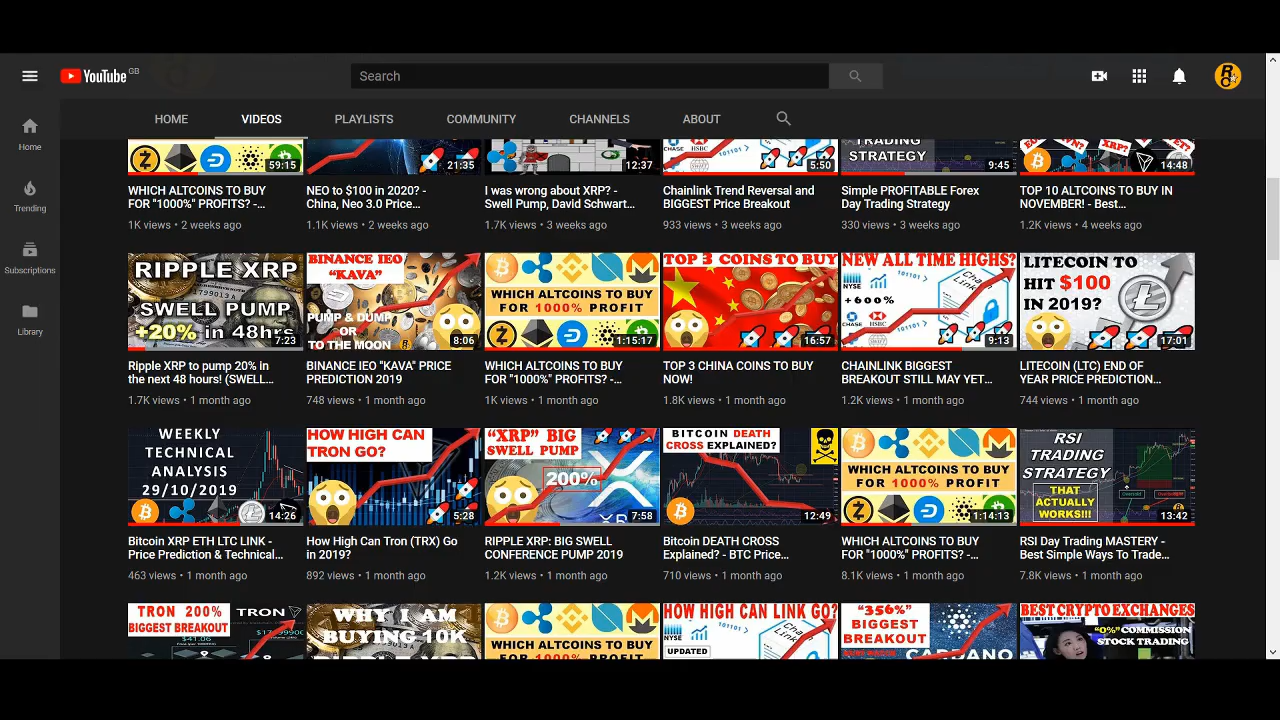 YouTube GB
Search
HOME
VIDEOS
PLAYLISTS
COMMUNITY
CHANNELS
ABOUT
Home
Trending
Subscriptions
Library
59:15
21:35
12:37
CHASE HSBC
5:50
TRADING
STRATEGY
9:45
14:48
WHICH ALTCOINS TO BUY
FOR "1000%" PROFITS? -...
1K views • 2 weeks ago
NEO to $100 in 2020? -
China, Neo 3.0 Price...
1.1K views • 2 weeks ago
I was wrong about XRP? -
Swell Pump, David Schwart...
1.7K views • 3 weeks ago
Chainlink Trend Reversal and
BIGGEST Price Breakout
933 views • 3 weeks ago
Simple PROFITABLE Forex
Day Trading Strategy
330 views • 3 weeks ago
TOP 10 ALTCOINS TO BUY IN
NOVEMBER! - Best...
1.2K views • 4 weeks ago
RIPPLE XRP
SWELL PUMP
+20% in 48hrs
7:23
BINANCE IEO
"KAVA"
PUMP & DUMP
OR
TO THE MOON
8:06
WHICH ALTCOINS TO BUY
FOR 1000% PROFIT
1:15:17
TOP 3 COINS TO BUY
16:57
NEW ALL TIME HIGHS?
NYSE
101101
+600%
ChainLink
CHASE
HSBC
9:13
LITECOIN TO
HIT $100
IN 2019?
17:01
Ripple XRP to pump 20% in
the next 48 hours! (SWELL...
1.7K views • 1 month ago
BINANCE IEO "KAVA" PRICE
PREDICTION 2019
748 views • 1 month ago
WHICH ALTCOINS TO BUY
FOR "1000%" PROFITS? -...
1K views • 1 month ago
TOP 3 CHINA COINS TO BUY
NOW!
1.8K views • 1 month ago
CHAINLINK BIGGEST
BREAKOUT STILL MAY YET...
1.2K views • 1 month ago
LITECOIN (LTC) END OF
YEAR PRICE PREDICTION...
744 views • 1 month ago
WEEKLY
TECHNICAL
ANALYSIS
29/10/2019
14:26
HOW HIGH CAN
TRON GO?
5:28
"XRP" BIG
SWELL PUMP
200%
7:58
BITCOIN DEATH
CROSS EXPLAINED?
12:49
WHICH ALTCOINS TO BUY
FOR 1000% PROFIT
1:14:13
RSI
TRADING
STRATEGY
THAT
ACTUALLY
WORKS!!!
13:42
Bitcoin XRP ETH LTC LINK -
Price Prediction & Technical...
463 views • 1 month ago
How High Can Tron (TRX) Go
in 2019?
892 views • 1 month ago
RIPPLE XRP: BIG SWELL
CONFERENCE PUMP 2019
1.2K views • 1 month ago
Bitcoin DEATH CROSS
Explained? - BTC Price...
710 views • 1 month ago
WHICH ALTCOINS TO BUY
FOR "1000%" PROFITS? -...
8.1K views • 1 month ago
RSI Day Trading MASTERY -
Best Simple Ways To Trade...
7.8K views • 1 month ago
TRON 200%
BIGGEST BREAKOUT
TRON
WHY I AM
BUYING 10K
WHICH ALTCOINS TO BUY
FOR 1000% PROFIT
HOW HIGH CAN LINK GO?
NYSE
101101
UPDATED
"356%"
BIGGEST
BREAKOUT
CARDANO
BEST CRYPTO EXCHANGES
"0%" COMMISSION
STOCK TRADING